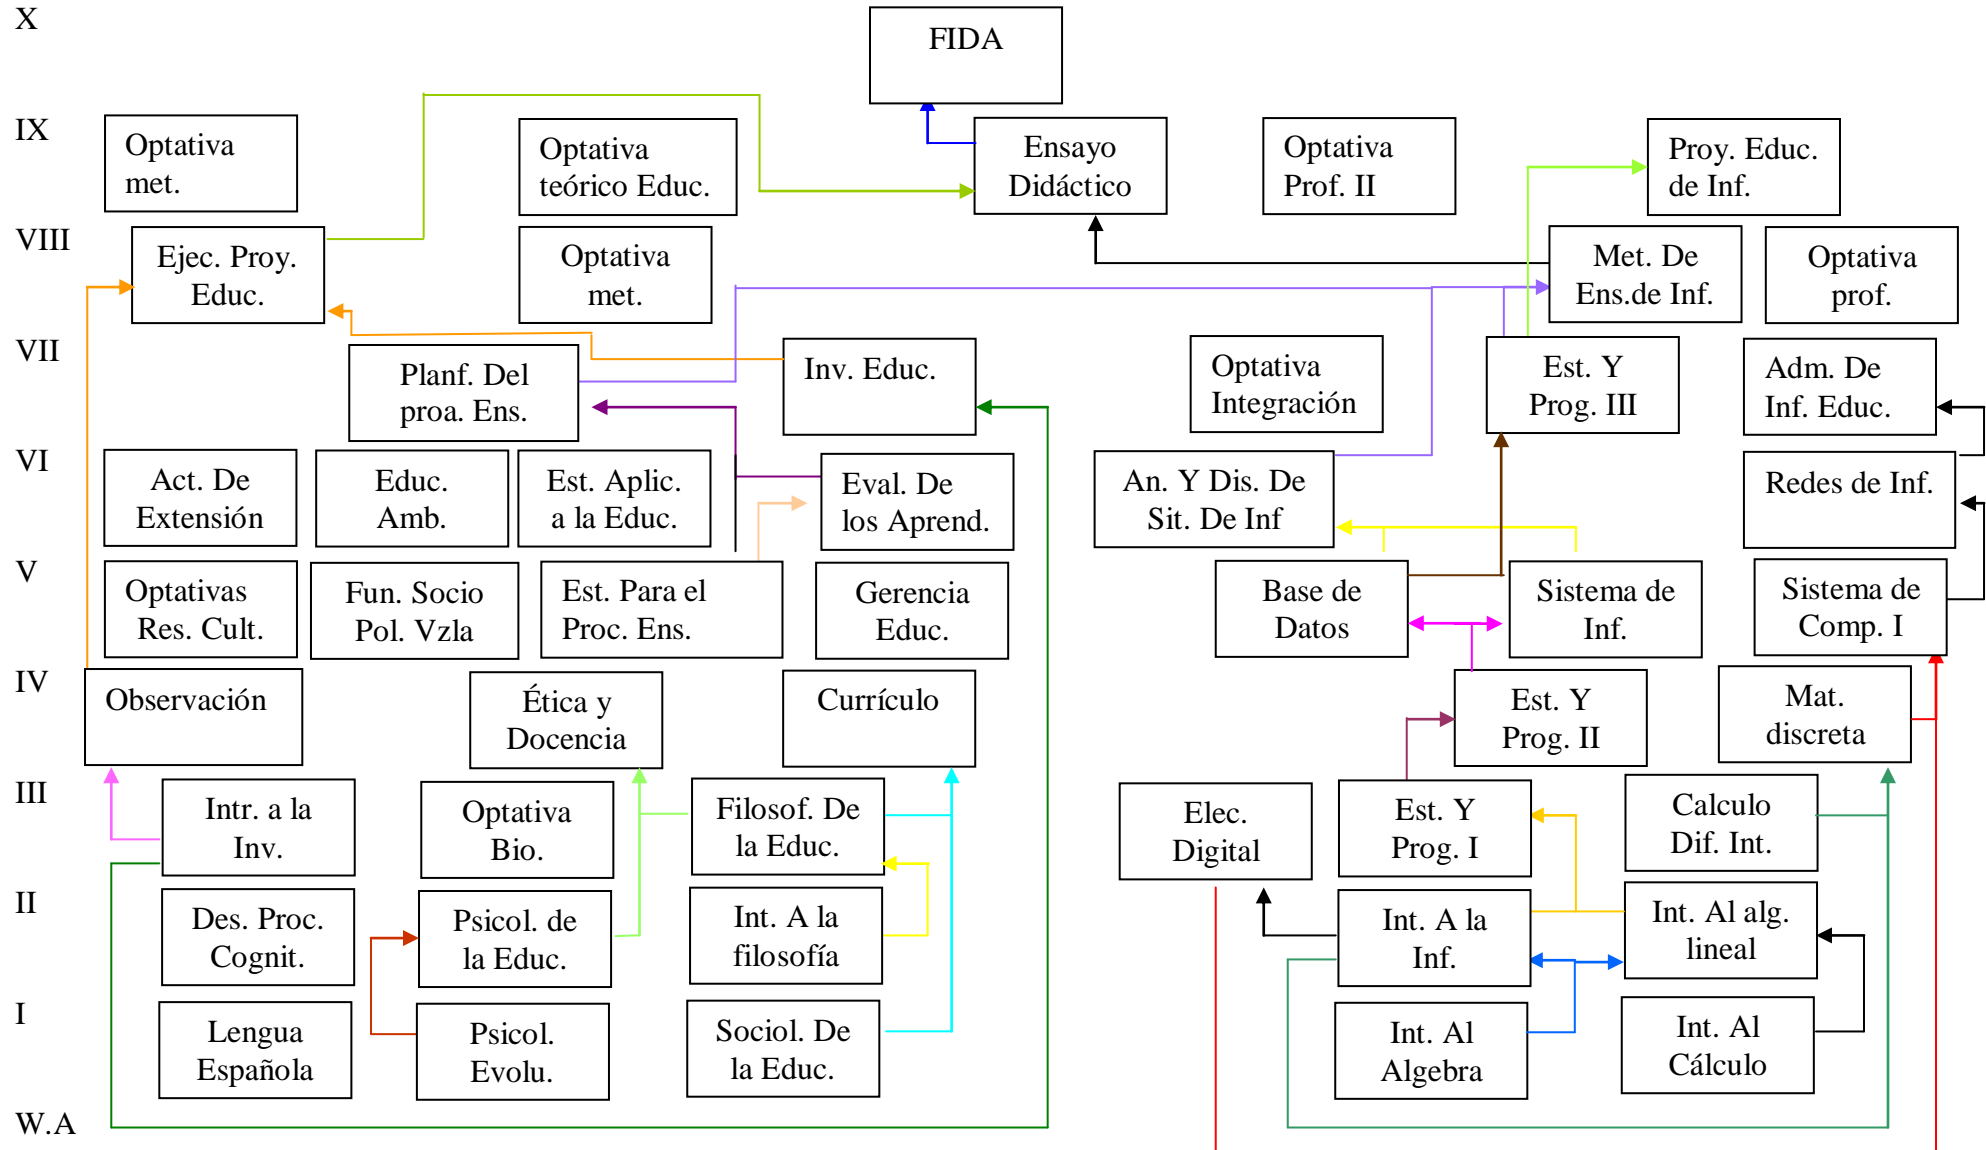 X
FIDA
IX
Optativa
met.
Optativa
teórico Educ.
Ensayo
Didáctico
Optativa
Prof. II
Proy. Educ.
de Inf.
VIII
Ejec. Proy.
Educ.
Optativa
met.
Met. De
Ens.de Inf.
Optativa
prof.
VII
Planf. Del
proa. Ens.
Inv. Educ.
Optativa
Integración
Est. Y
Prog. III
Adm. De
Inf. Educ.
VI
Act. De
Extensión
Educ.
Amb.
Est. Aplic.
a la Educ.
Eval. De
los Aprend.
An. Y Dis. De
Sit. De Inf
Redes de Inf.
V
Optativas
Res. Cult.
Fun. Socio
Pol. Vzla
Est. Para el
Proc. Ens.
Gerencia
Educ.
Base de
Datos
Sistema de
Inf.
Sistema de
Comp. I
IV
Observación
Ética y
Docencia
Currículo
Est. Y
Prog. II
Mat.
discreta
III
Intr. a la
Inv.
Optativa
Bio.
Filosof. De
la Educ.
Elec.
Digital
Est. Y
Prog. I
Calculo
Dif. Int.
II
Des. Proc.
Cognit.
Psicol. de
la Educ.
Int. A la
filosofía
Int. A la
Inf.
Int. Al alg.
lineal
I
Lengua
Española
Psicol.
Evolu.
Sociol. De
la Educ.
Int. Al
Algebra
Int. Al
Cálculo
W.A